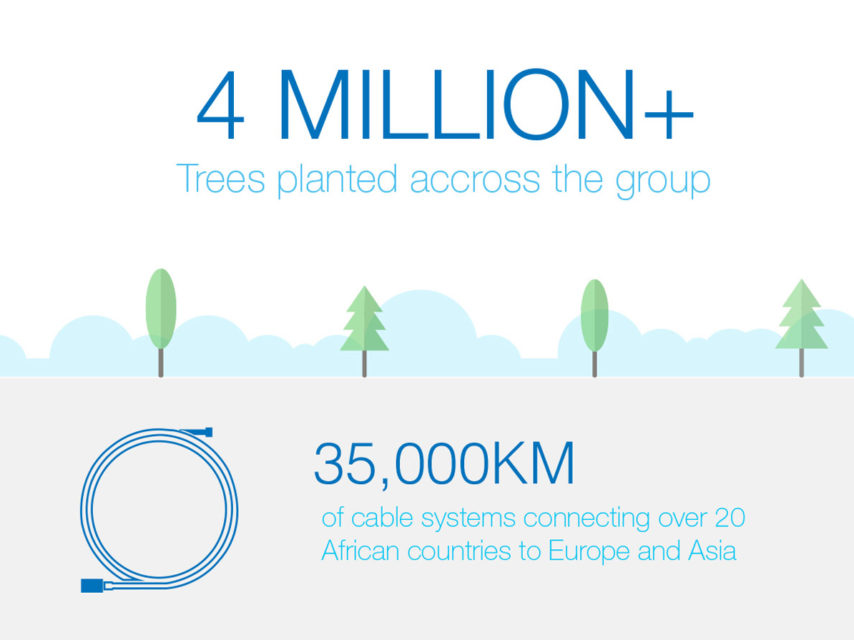 4 MILLION+
Trees planted accross the group
35,000KM
of cable systems connecting over 20
African countries to Europe and Asia